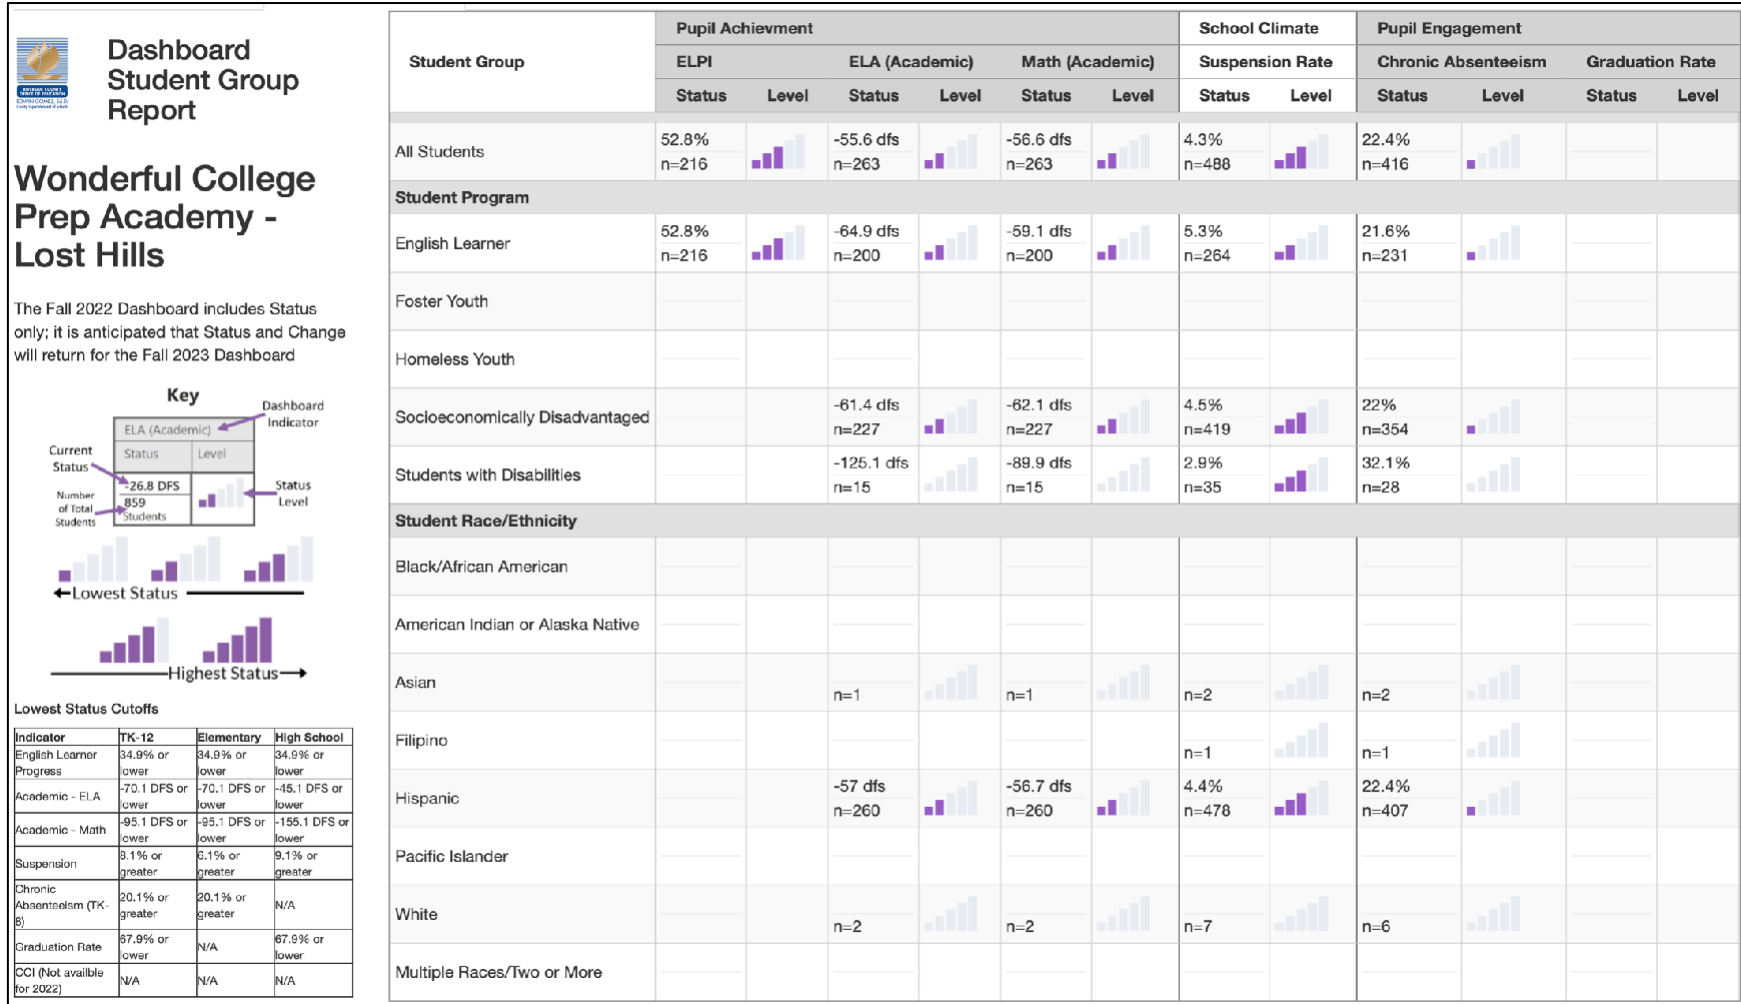 Dashboard
Student Group
Report
RIVERSIDE COUNTY
OFFICE OF EDUCATION
EDWIN GOMEZ, Ed.D.
Wonderful College
Prep Academy -
Lost Hills
The Fall 2022 Dashboard includes Status
only; it is anticipated that Status and Change
will return for the Fall 2023 Dashboard
Key
Dashboard
Indicator
ELA (Academic)
Current
Status
Status Level
-26.8 DFS
859
Students
Number
of Total
Students
Status
Level
Lowest Status
Highest Status
Lowest Status Cutoffs
Indicator TK-12 Elementary High School
English Learner Progress 34.9% or lower 34.9% or lower 34.9% or lower
Academic - ELA -70.1 DFS or lower -70.1 DFS or lower -45.1 DFS or lower
Academic - Math -95.1 DFS or lower -95.1 DFS or lower -155.1 DFS or lower
Suspension 8.1% or greater 6.1% or greater 9.1% or greater
Chronic Absenteeism (TK-8) 20.1% or greater 20.1% or greater N/A
Graduation Rate 67.9% or lower N/A 67.9% or lower
CCI (Not availble for 2022) N/A N/A N/A
Student Group Pupil Achievment School Climate Pupil Engagement
ELPI ELA (Academic) Math (Academic) Suspension Rate Chronic Absenteeism Graduation Rate
Status Level Status Level Status Level Status Level Status Level Status Level
All Students
52.8% -55.6 dfs -56.6 dfs 4.3% 22.4%
n=216 n=263 n=263 n=488 n=416
Student Program
English Learner
52.8% -64.9 dfs -59.1 dfs 5.3% 21.6%
n=216 n=200 n=200 n=264 n=231
Foster Youth
Homeless Youth
Socioeconomically Disadvantaged
-61.4 dfs -62.1 dfs 4.5% 22%
n=227 n=227 n=419 n=354
Students with Disabilities
-125.1 dfs -89.9 dfs 2.9% 32.1%
n=15 n=15 n=35 n=28
Student Race/Ethnicity
Black/African American
American Indian or Alaska Native
Asian
n=1 n=1 n=2 n=2
Filipino
n=1 n=1
Hispanic
-57 dfs -56.7 dfs 4.4% 22.4%
n=260 n=260 n=478 n=407
Pacific Islander
White
n=2 n=2 n=7 n=6
Multiple Races/Two or More